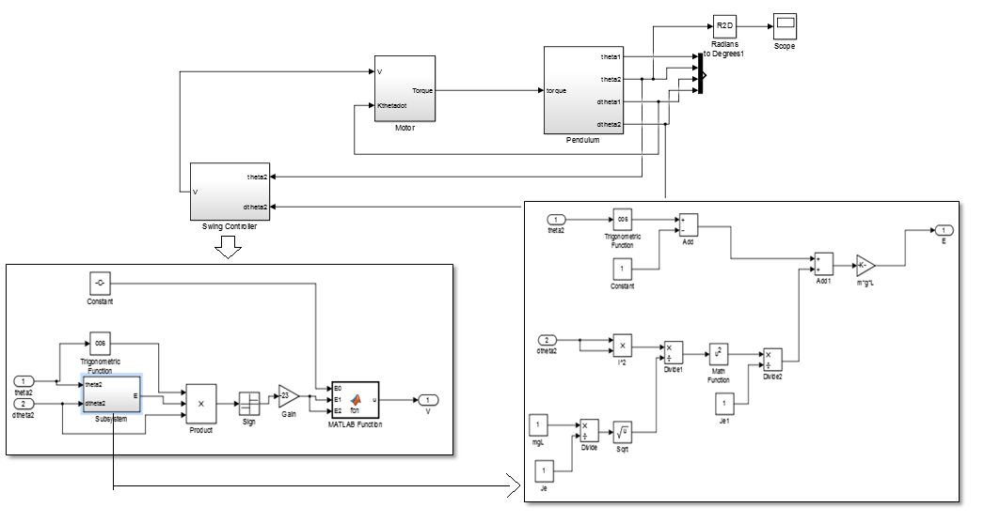 R2D
Radians
to Degrees1
Scope
V
Kthetadot
Torque
Motor
torque
theta1
theta2
dtheta1
dtheta2
Pendulum
V
theta2
dtheta2
Swing Controller
-C-
Constant
cos
Trigonometric
Function
1
theta2
2
dtheta2
theta2
dtheta2
E
Subsystem
×
Product
Sign
-23
Gain
E0
E1
E2
u
fcn
MATLAB Function
1
V
1
theta2
cos
Trigonometric
Function
1
Constant
+
−
Add
+
+
Add1
-K-
m*g*L
1
E
2
dtheta2
×
l^2
×
÷
Divide1
u²
Math
Function
×
÷
Divide2
1
Je1
1
mgL
×
÷
Divide
√u
Sqrt
1
Je